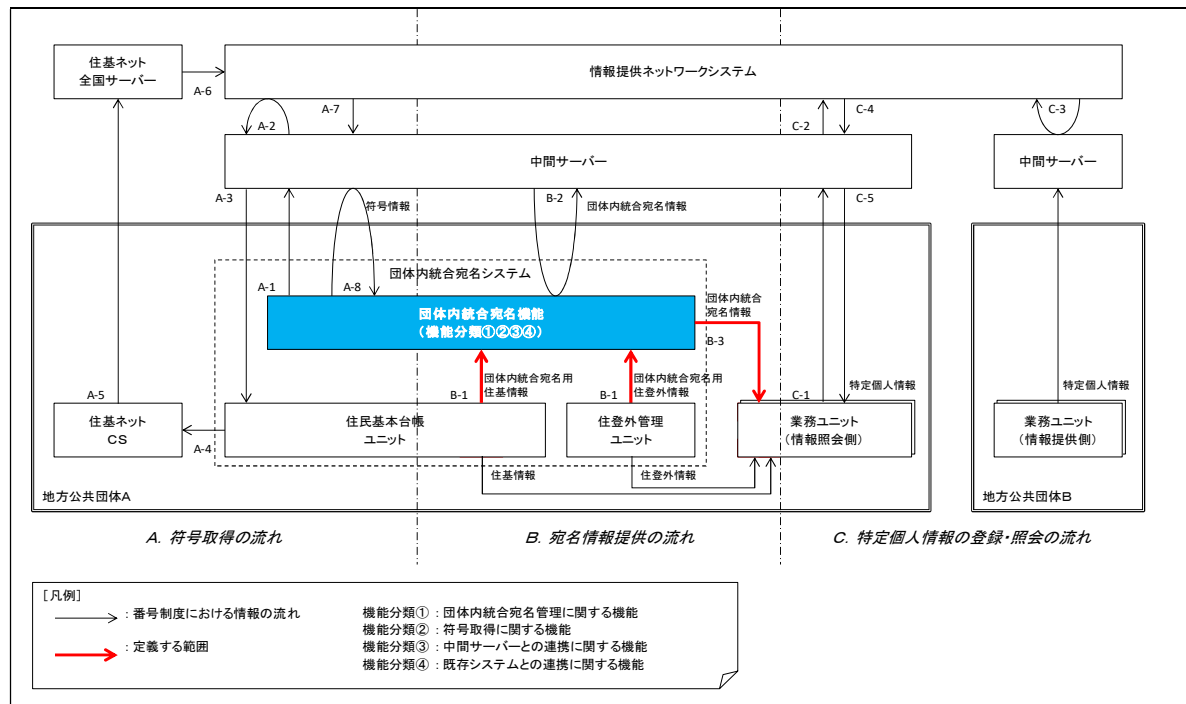 住基ネット
全国サーバー
A-6
情報提供ネットワークシステム
A-2
A-7
C-2
C-4
C-3
中間サーバー
中間サーバー
A-3
符号情報
B-2
団体内統合宛名情報
C-5
団体内統合宛名システム
A-1
A-8
団体内統合宛名機能
(機能分類①②③④)
団体内統合
宛名情報
B-3
A-5
B-1
団体内統合宛名用
住基情報
B-1
団体内統合宛名用
住登外情報
C-1
特定個人情報
特定個人情報
住基ネット
CS
A-4
住民基本台帳
ユニット
住登外管理
ユニット
業務ユニット
(情報照会側)
業務ユニット
(情報提供側)
住基情報
住登外情報
地方公共団体A
地方公共団体B
A. 符号取得の流れ
B. 宛名情報提供の流れ
C. 特定個人情報の登録・照会の流れ
[凡例]
:番号制度における情報の流れ
:定義する範囲
機能分類①:団体内統合宛名管理に関する機能
機能分類②:符号取得に関する機能
機能分類③:中間サーバーとの連携に関する機能
機能分類④:既存システムとの連携に関する機能